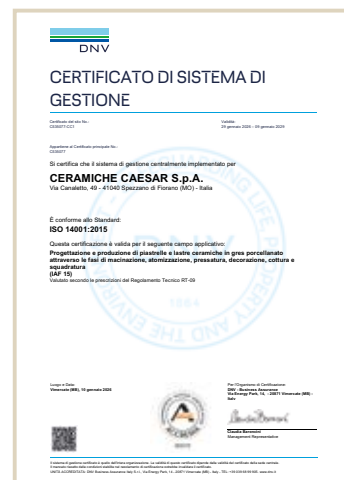 DNV
CERTIFICATO DI SISTEMA DI
GESTIONE
Certificato del sito No.:
Validità:
Appartiene al Certificato principale No.:
Si certifica che il sistema di gestione centralmente implementato per
CERAMICHE CAESAR S.p.A.
Via Canaletto, 49 - 41040 Spezzano di Fiorano (MO) - Italia
È conforme allo Standard:
ISO 14001:2015
Questa certificazione è valida per il seguente campo applicativo:
Progettazione e produzione di piastrelle e lastre ceramiche in gres porcellanato
attraverso le fasi di macinazione, atomizzazione, pressatura, decorazione, cottura e
squadratura
(IAF 15)
Valutato secondo le prescrizioni del Regolamento Tecnico RT-09
1864
Luogo e Data:
Vimercate (MB),
Per l'Organismo di Certificazione
DNV - Business Assurance
Via Energy Park, 14, - 20871 Vimercate (MB) -
Italy
Claudia Baroncini
Management Representative